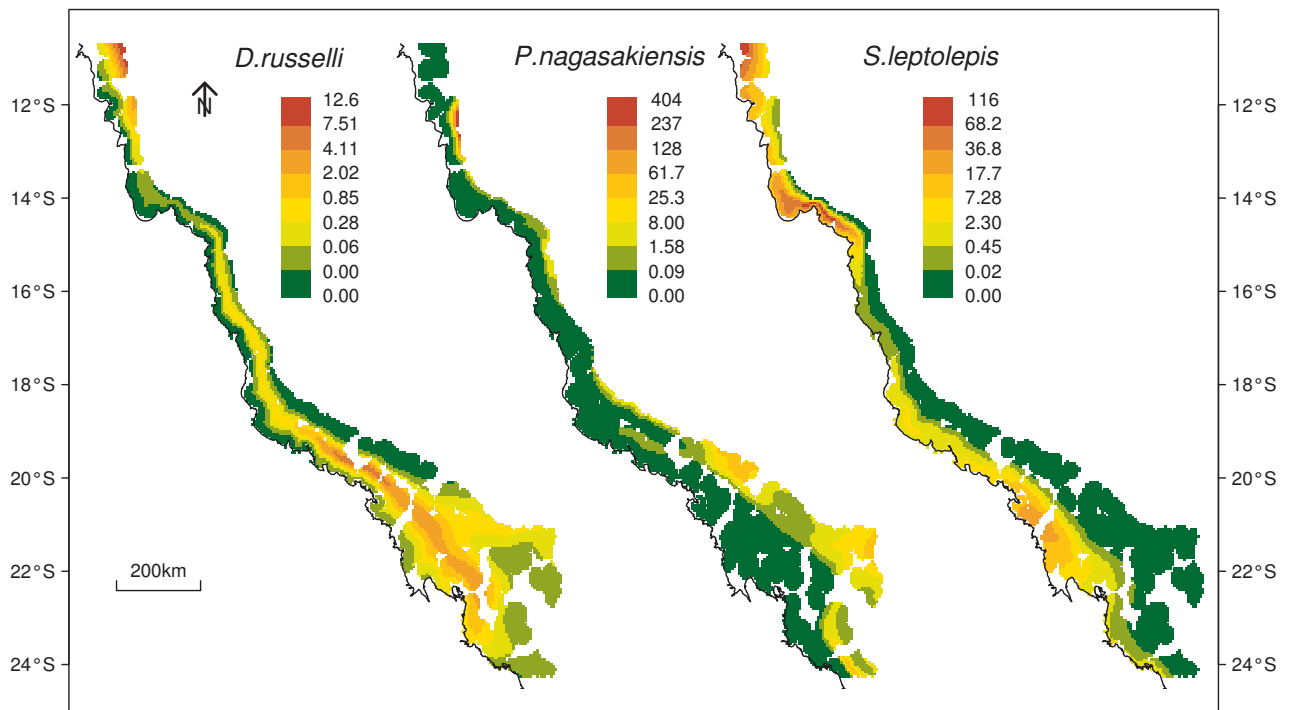 D.russelli
P.nagasakiensis
S.leptolepis
N
12.6
7.51
4.11
2.02
0.85
0.28
0.06
0.00
0.00
404
237
128
61.7
25.3
8.00
1.58
0.09
0.00
116
68.2
36.8
17.7
7.28
2.30
0.45
0.02
0.00
12°S
14°S
16°S
18°S
20°S
22°S
24°S
12°S
14°S
16°S
18°S
20°S
22°S
24°S
200km